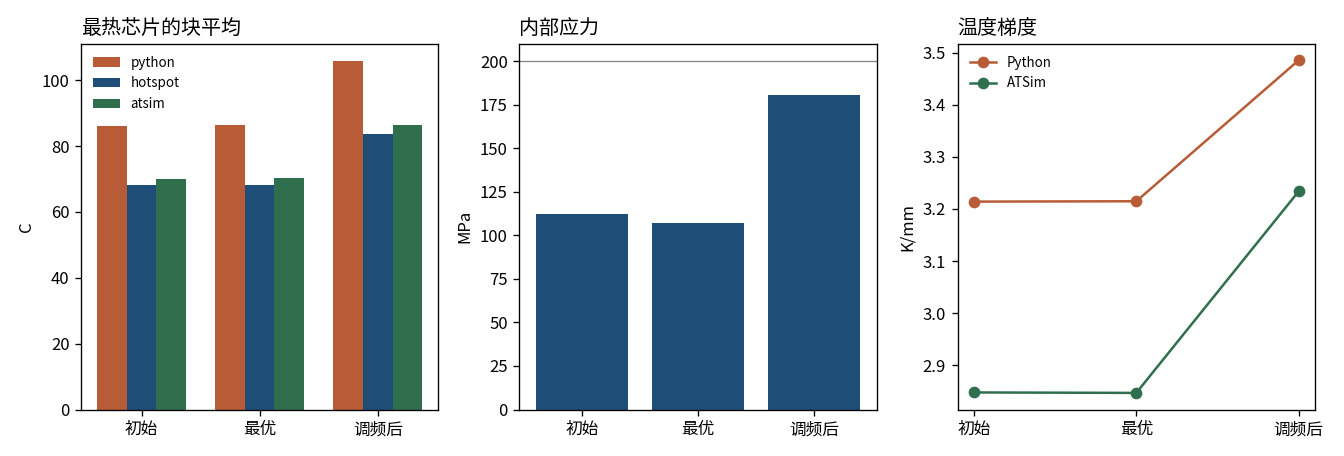 最热芯片的块平均
python
hotspot
atsim
C
100
80
60
40
20
0
初始
最优
调频后
内部应力
MPa
200
175
150
125
100
75
50
25
0
初始
最优
调频后
温度梯度
Python
ATSim
K/mm
3.5
3.4
3.3
3.2
3.1
3.0
2.9
初始
最优
调频后